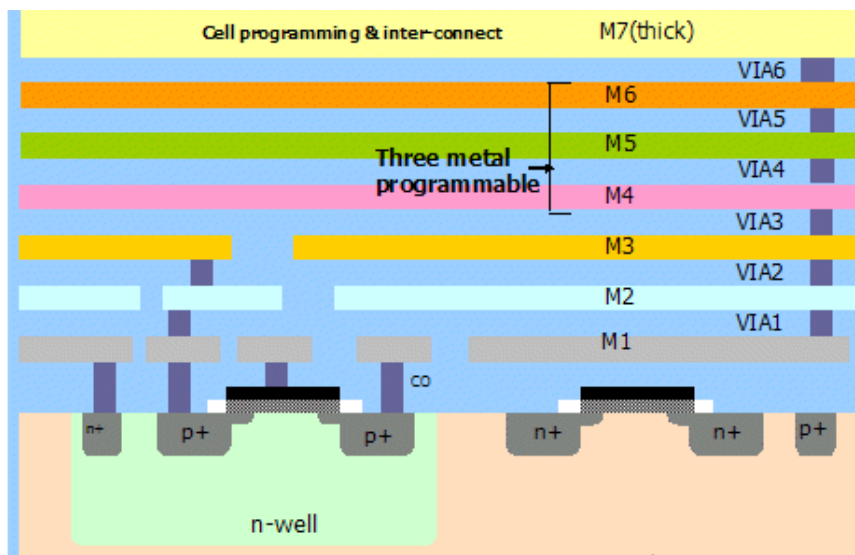 Cell programming & inter-connect M7(thick)
VIA6
M6
VIA5
M5
Three metal
programmable
VIA4
M4
VIA3
M3
VIA2
M2
VIA1
M1
co
n+ p+ p+ n+ n+ p+
n-well